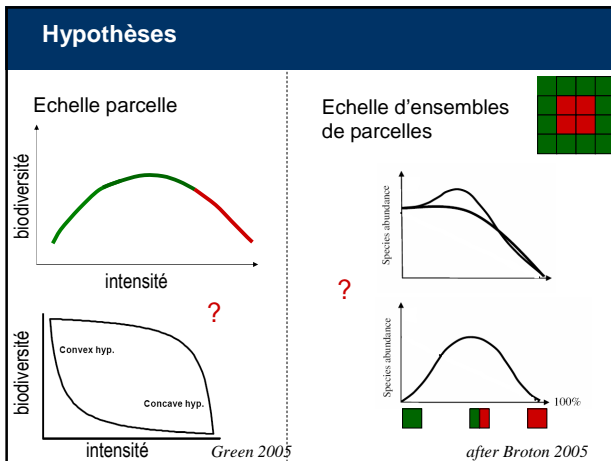 Hypothèses
Echelle parcelle
biodiversité
intensité
?
biodiversité
Convex hyp.
Concave hyp.
intensité
Green 2005
Echelle d'ensembles
de parcelles
Species abundance
?
Species abundance
100%
after Broton 2005